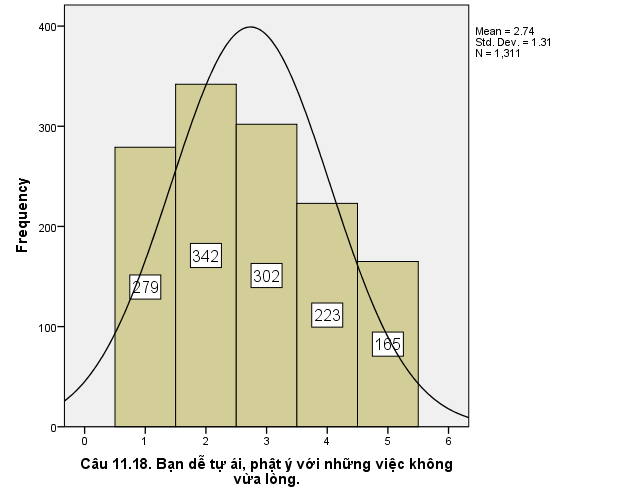 Mean = 2.74
Std. Dev. = 1.31
N = 1,311
Frequency
400
300
200
100
0
279
342
302
223
165
0 1 2 3 4 5 6
Câu 11.18. Bạn dễ tự ái, phật ý với những việc không
vừa lòng.